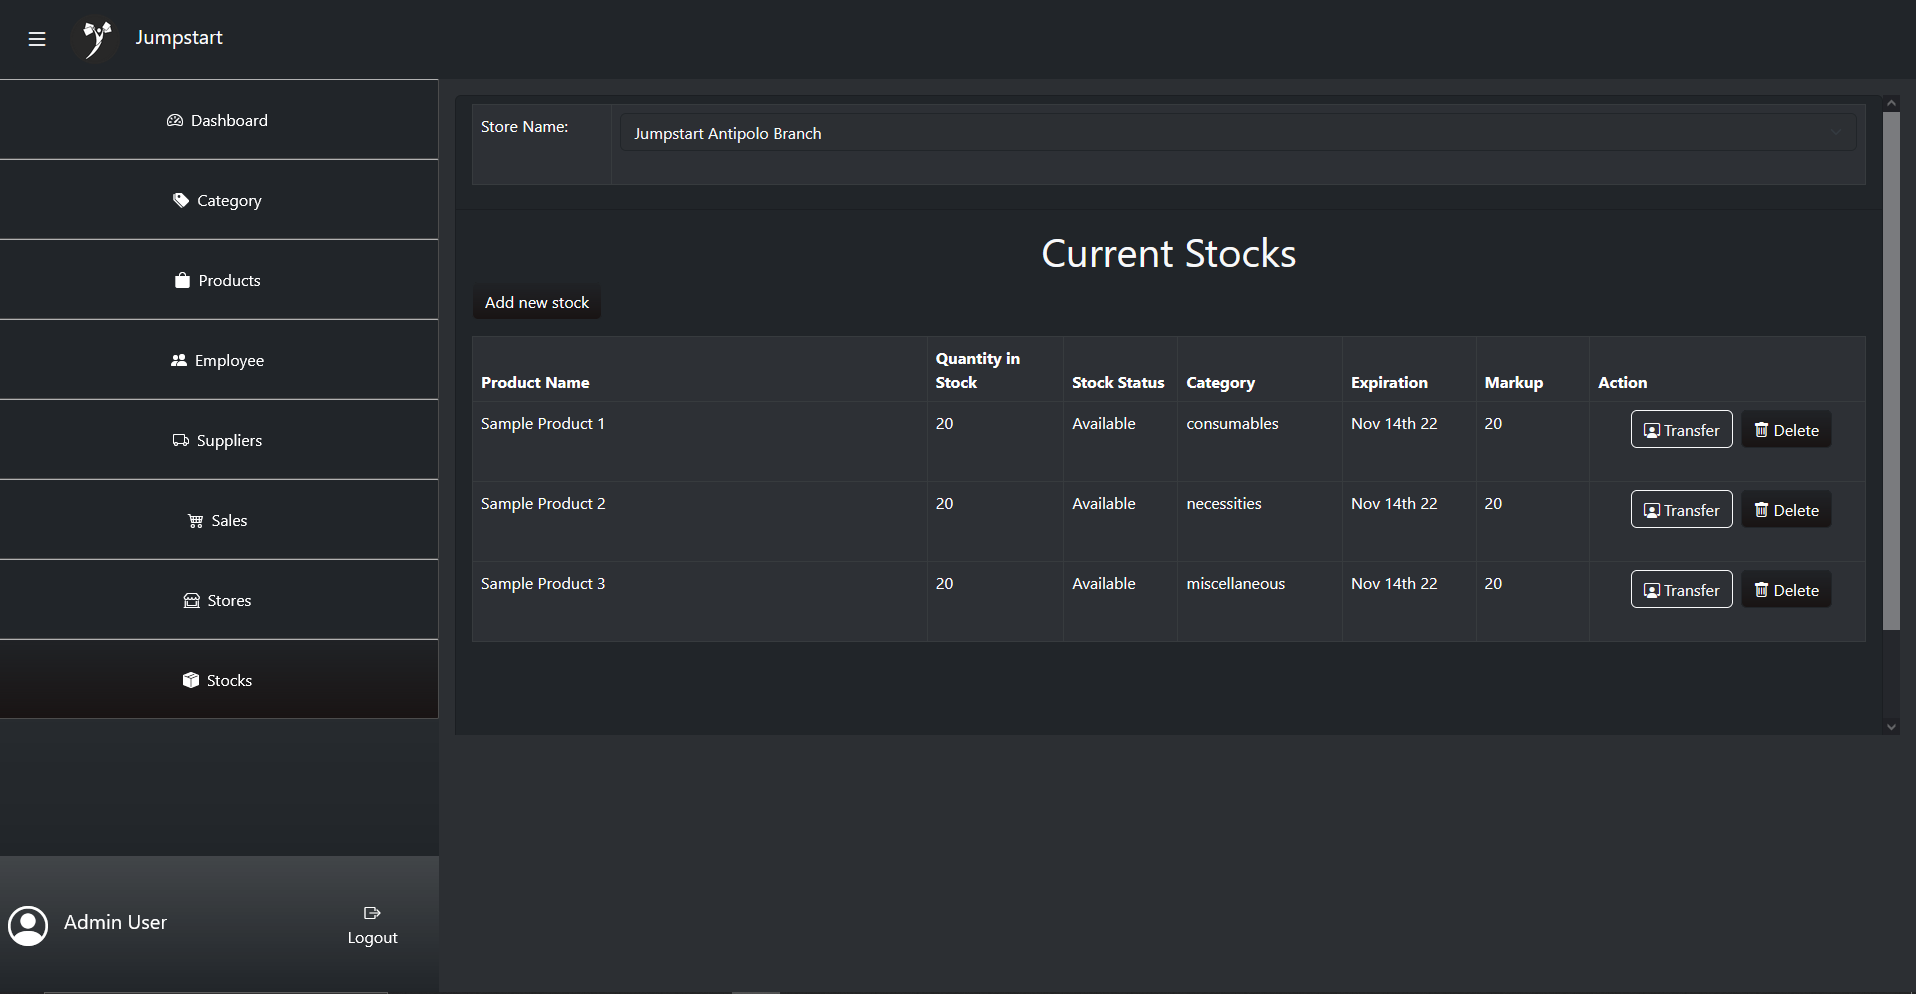 Jumpstart
Dashboard
Category
Products
Employee
Suppliers
Sales
Stores
Stocks
Admin User
Logout
Store Name: Jumpstart Antipolo Branch
Current Stocks
Add new stock
Product Name Quantity in Stock Stock Status Category Expiration Markup Action
Sample Product 1 20 Available consumables Nov 14th 22 20 Transfer Delete
Sample Product 2 20 Available necessities Nov 14th 22 20 Transfer Delete
Sample Product 3 20 Available miscellaneous Nov 14th 22 20 Transfer Delete